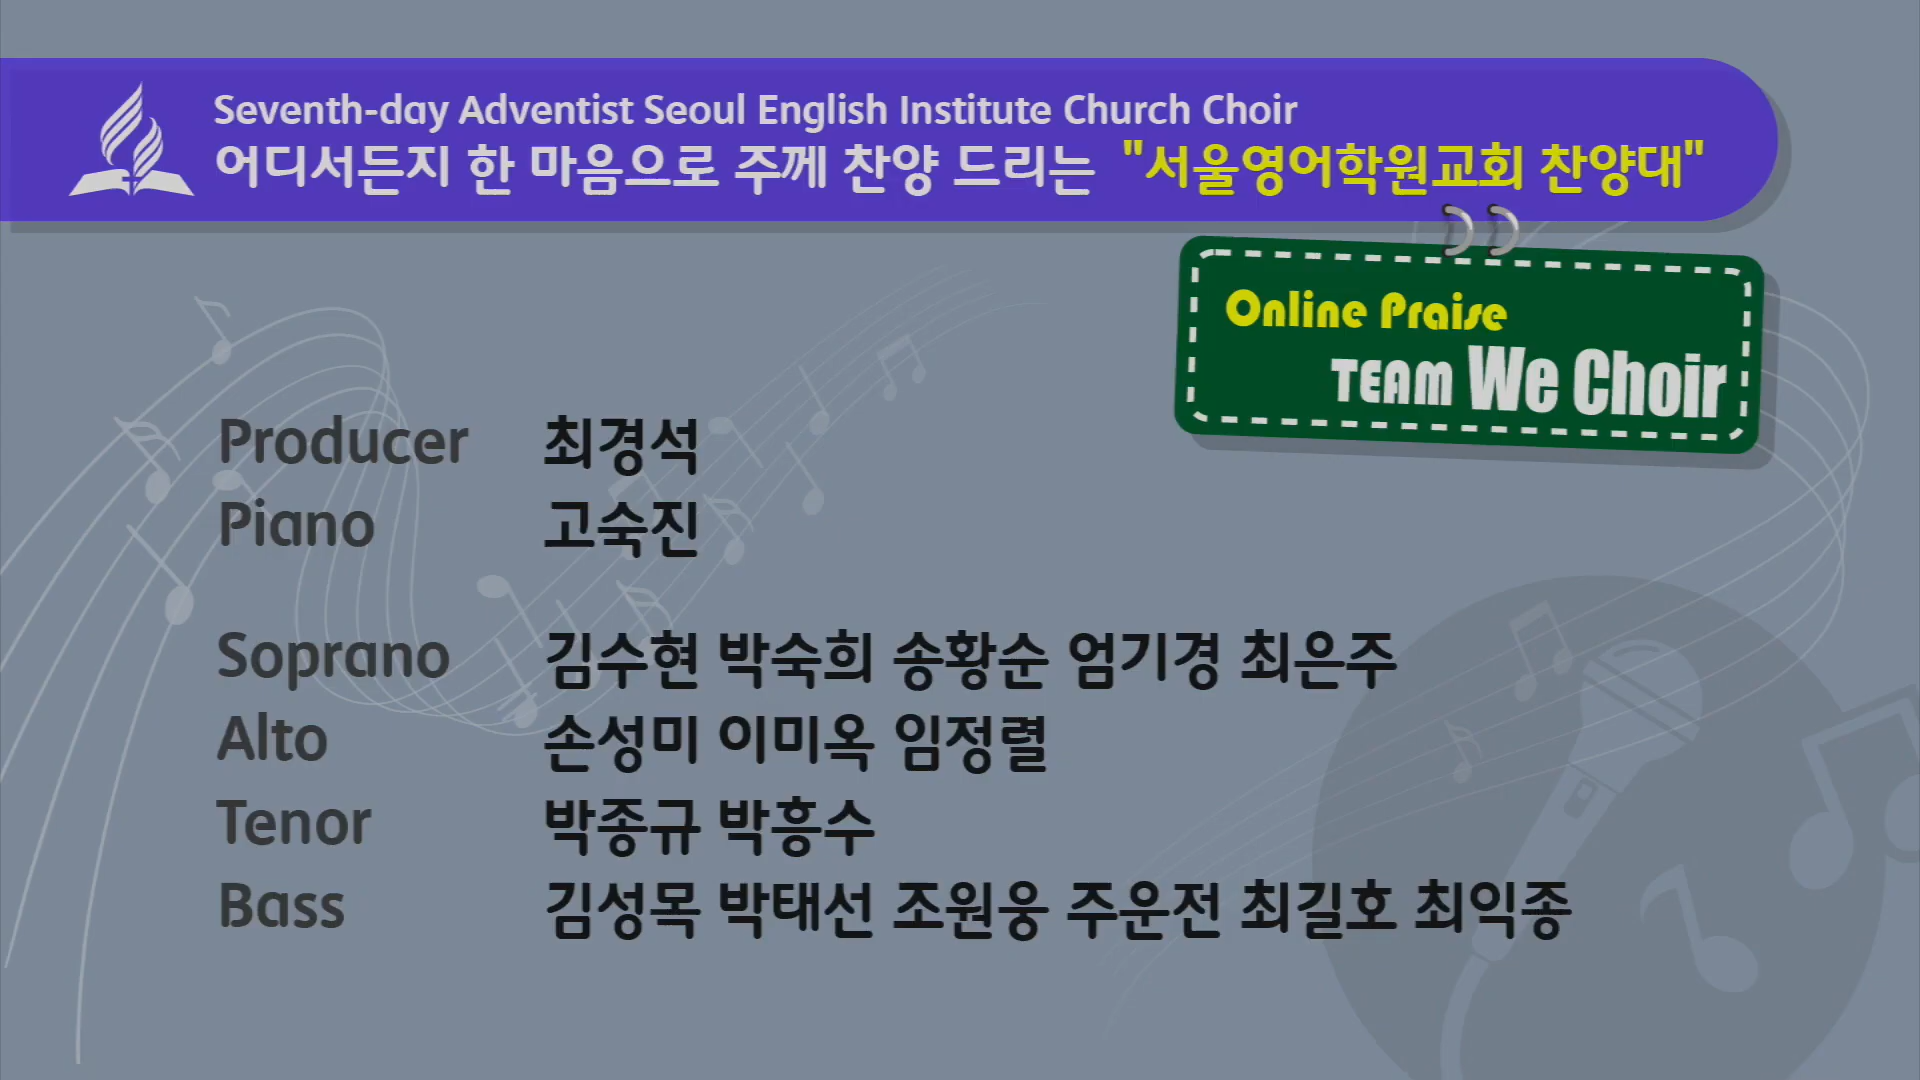 Seventh-day Adventist Seoul English Institute Church Choir
어디서든지 한 마음으로 주께 찬양 드리는 "서울영어학원교회 찬양대"
Online Praise
TEAM We Choir
Producer 최경석
Piano 고숙진
Soprano 김수현 박숙희 송황순 엄기경 최은주
Alto 손성미 이미옥 임정렬
Tenor 박종규 박흥수
Bass 김성목 박태선 조원웅 주운전 최길호 최익종